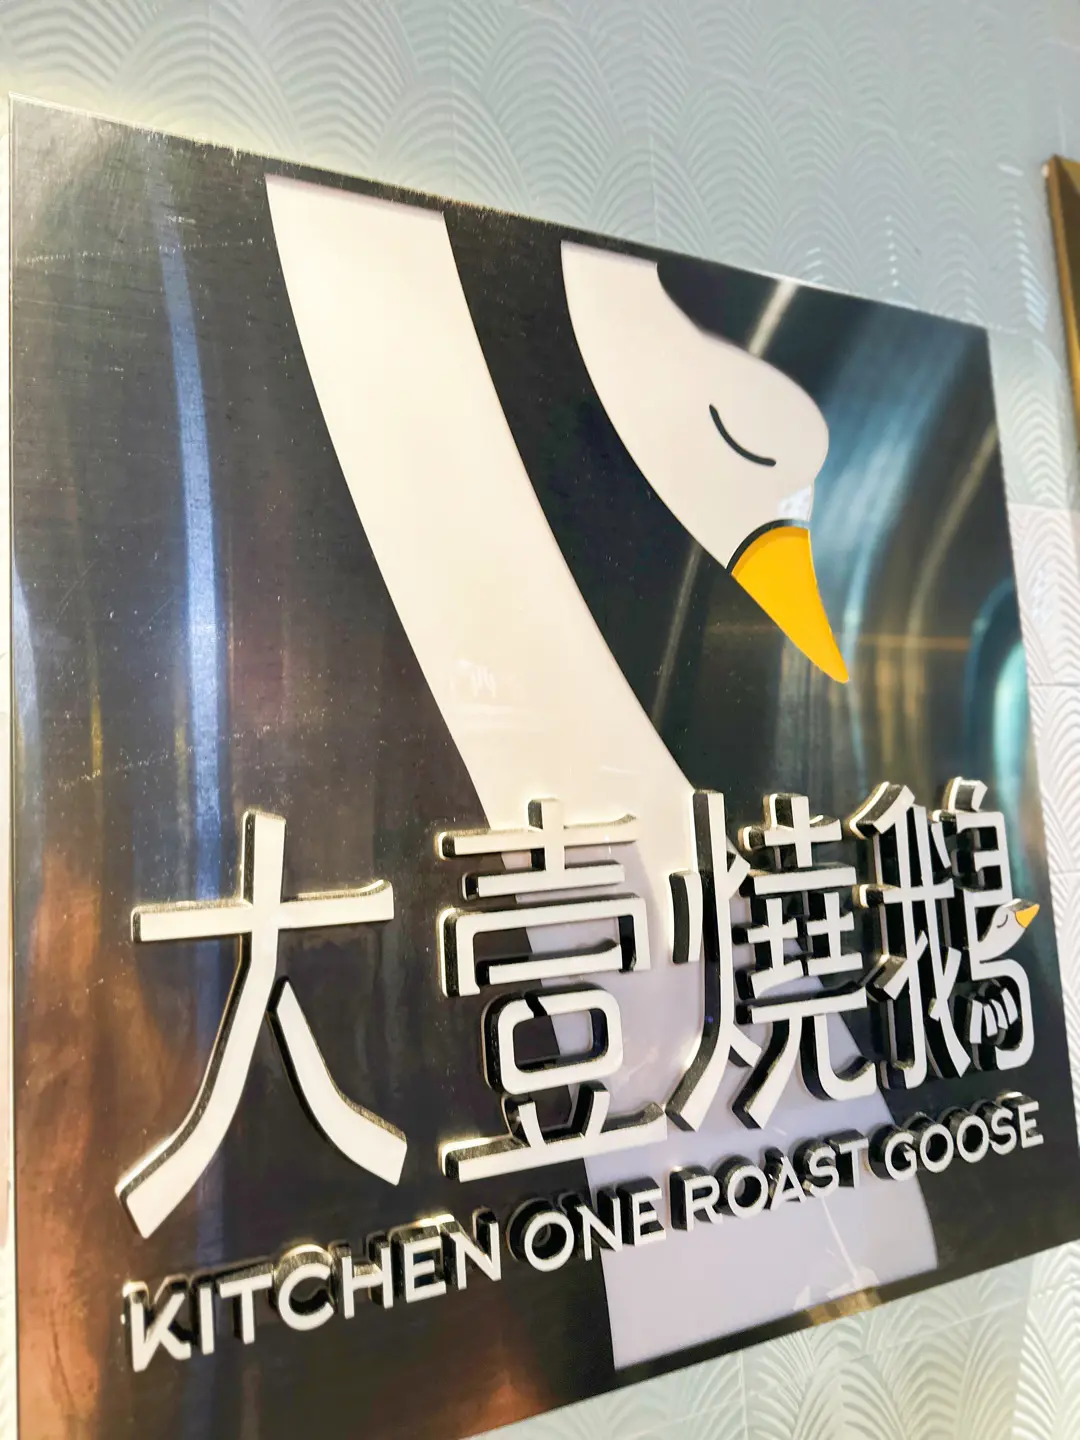 大壹燒鵝
KITCHEN ONE ROAST GOOSE